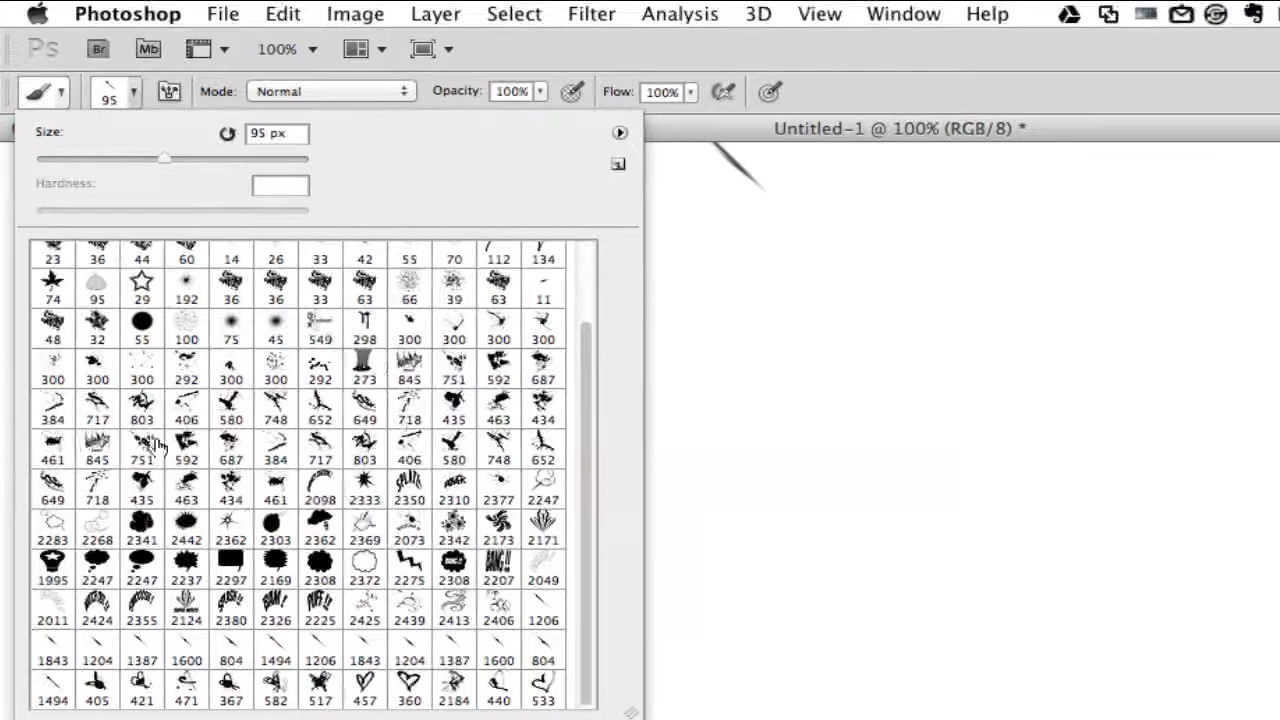 Photoshop File Edit Image Layer Select Filter Analysis 3D View Window Help
Ps Br Mb 100%
95 Mode: Normal Opacity: 100% Flow: 100%
Size: 95 px
Untitled-1 @ 100% (RGB/8) *
Hardness:
23 36 44 60 14 26 33 42 55 70 112 134
74 95 29 192 36 36 33 63 66 39 63 11
48 32 55 100 75 45 549 298 300 300 300 300
300 300 300 292 300 300 292 273 845 751 592 687
384 717 803 406 580 748 652 649 718 435 463 434
461 845 751 592 687 384 717 803 406 580 748 652
649 718 435 463 434 461 2098 2333 2350 2310 2377 2247
2283 2268 2341 2442 2362 2303 2362 2369 2073 2342 2173 2171
1995 2247 2247 2237 2297 2169 2308 2372 2275 2308 2207 2049
2011 2424 2355 2124 2380 2326 2225 2425 2439 2413 2406 1206
1843 1204 1387 1600 804 1494 1206 1843 1204 1387 1600 804
1494 405 421 471 367 582 517 457 360 2184 440 533